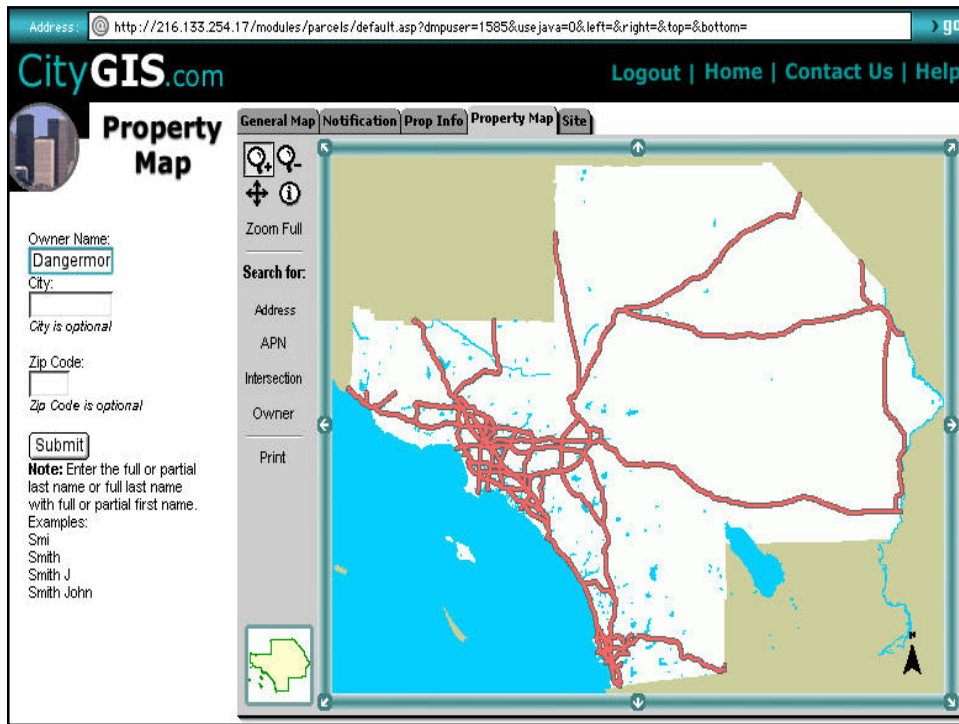 Address: http://216.133.254.17/modules/parcels/default.asp?dmpuser=1585&usejava=0&left=&right=&top=&bottom= go
CityGIS.com
Logout | Home | Contact Us | Help
Property
Map
General Map Notification Prop Info Property Map Site
Zoom Full
Search for:
Address
APN
Intersection
Owner
Print
Owner Name:
Dangermor
City:
City is optional
Zip Code:
Zip Code is optional
Submit
Note: Enter the full or partial
last name or full last name
with full or partial first name.
Examples:
Smi
Smith
Smith J
Smith John
N